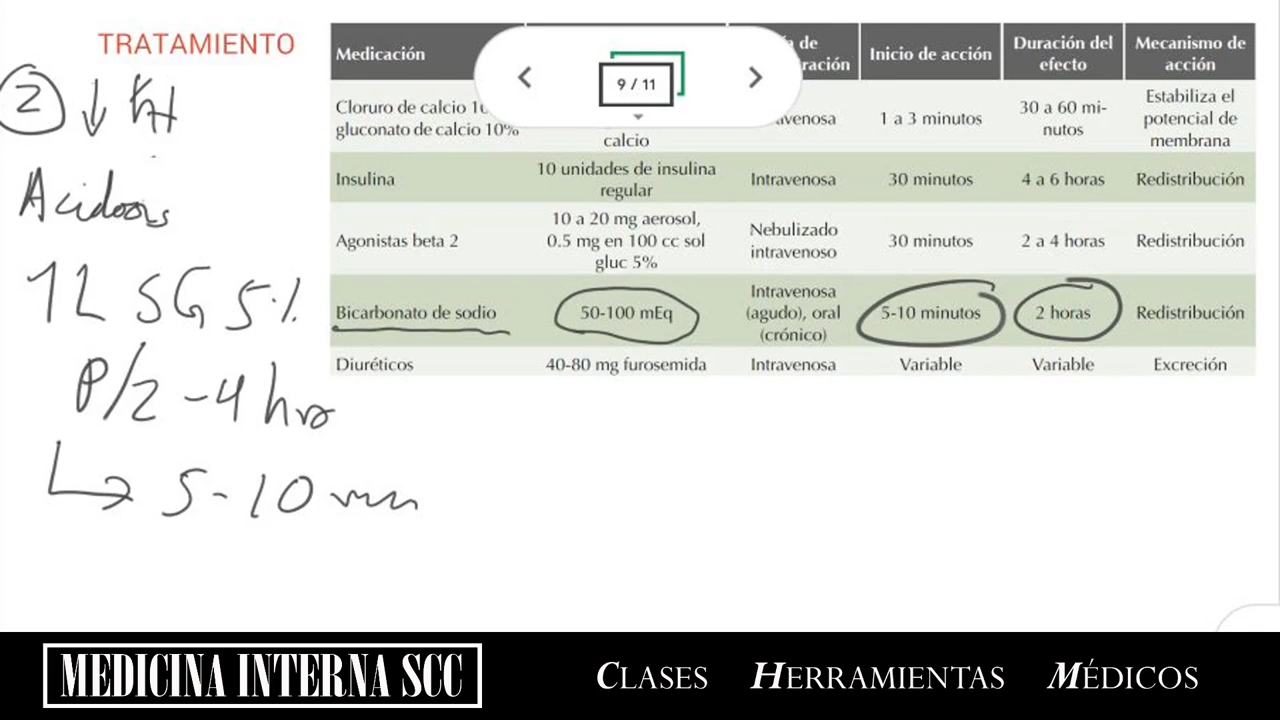 TRATAMIENTO
2 ↓ K+
Acidosis
1L SG 5%
P/2-4 hrs
↳ 5-10 min
Medicación
Inicio de acción
Duración del efecto
Mecanismo de acción
9 / 11
Cloruro de calcio
gluconato de calcio 10%
calcio
1 a 3 minutos
30 a 60 mi-
nutos
Estabiliza el
potencial de
membrana
Insulina
10 unidades de insulina
regular
Intravenosa
30 minutos
4 a 6 horas
Redistribución
Agonistas beta 2
10 a 20 mg aerosol,
0.5 mg en 100 cc sol
gluc 5%
Nebulizado
intravenoso
30 minutos
2 a 4 horas
Redistribución
Bicarbonato de sodio
50-100 mEq
Intravenosa
(agudo), oral
(crónico)
5-10 minutos
2 horas
Redistribución
Diuréticos
40-80 mg furosemida
Intravenosa
Variable
Variable
Excreción
MEDICINA INTERNA SCC
CLASES HERRAMIENTAS MÉDICOS